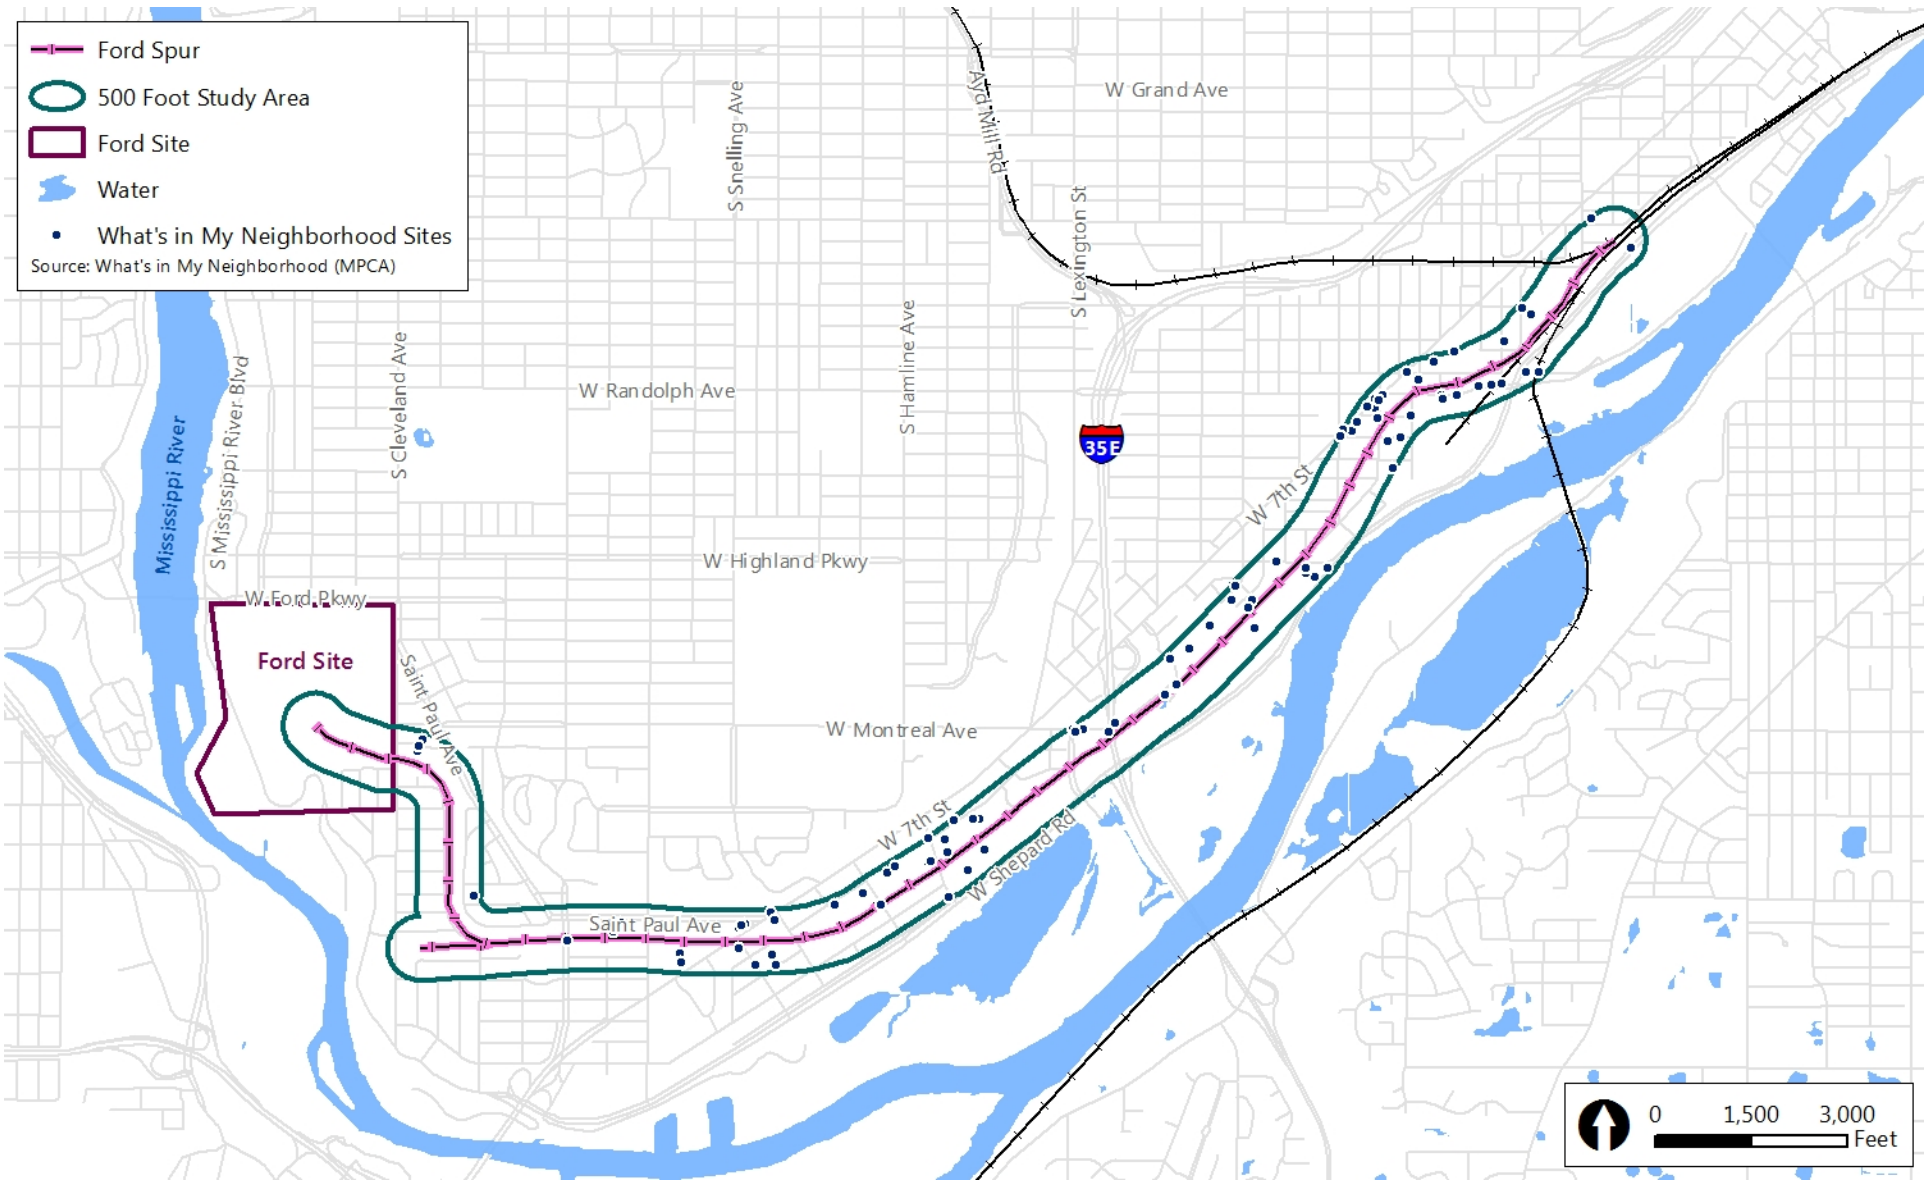 Ford Spur
500 Foot Study Area
Ford Site
Water
What's in My Neighborhood Sites
Source: What's in My Neighborhood (MPCA)
S Snelling Ave
Ayd Mill Rd
W Grand Ave
S Lexington St
S Mississippi River Blvd
Mississippi River
S Cleveland Ave
W Randolph Ave
S Hamline Ave
35E
W 7th St
W Highland Pkwy
W Ford Pkwy
Ford Site
Saint Paul Ave
W Montreal Ave
W 7th St
W Shepard Rd
Saint Paul Ave
0 1,500 3,000
Feet